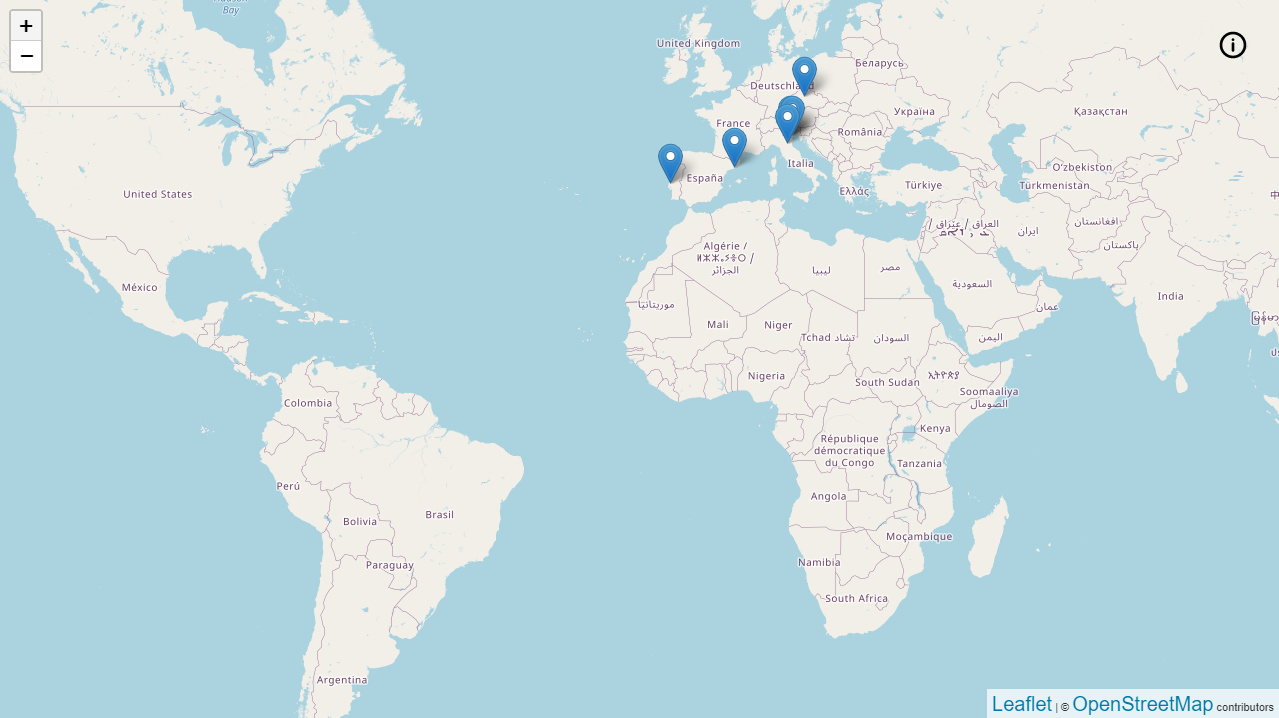 Hudson
Bay
+
−
United Kingdom
Беларусь
Deutschland
Україна
Қазақстан
France
România
Italia
O'zbekiston
España
Türkiye
Türkmenistan
Ελλάς
United States
افغانستان
العراق / עיראק /
ایران
Algérie /
ⵍⵣⵣⴰⵢⴻⵔ /
الجزائر
پاکستان
ليبيا
مصر
السعودية
México
India
موريتانيا
عمان
Mali
Niger
Tchad تشاد
السودان
اليمن
Nigeria
South Sudan
ኢትዮጵያ
Soomaaliya
الصومال
Colombia
Kenya
République
démocratique
du Congo
Tanzania
Perú
Angola
Brasil
Bolivia
Moçambique
Paraguay
Namibia
South Africa
Argentina
Leaflet | © OpenStreetMap contributors